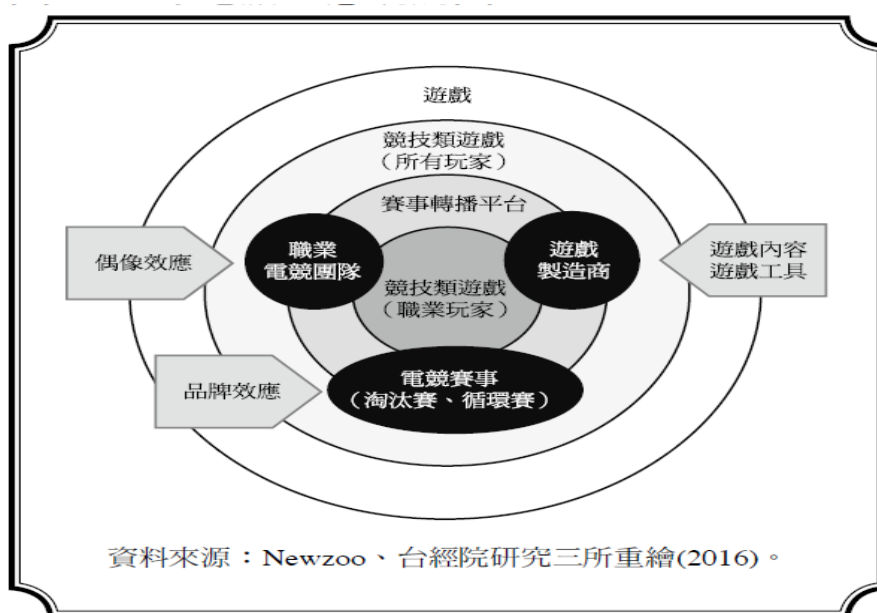 遊戲
競技類遊戲
（所有玩家）
賽事轉播平台
職業
電競團隊
遊戲
製造商
偶像效應
遊戲內容
遊戲工具
競技類遊戲
（職業玩家）
品牌效應
電競賽事
（淘汰賽、循環賽）
資料來源：Newzoo、台經院研究三所重繪(2016)。